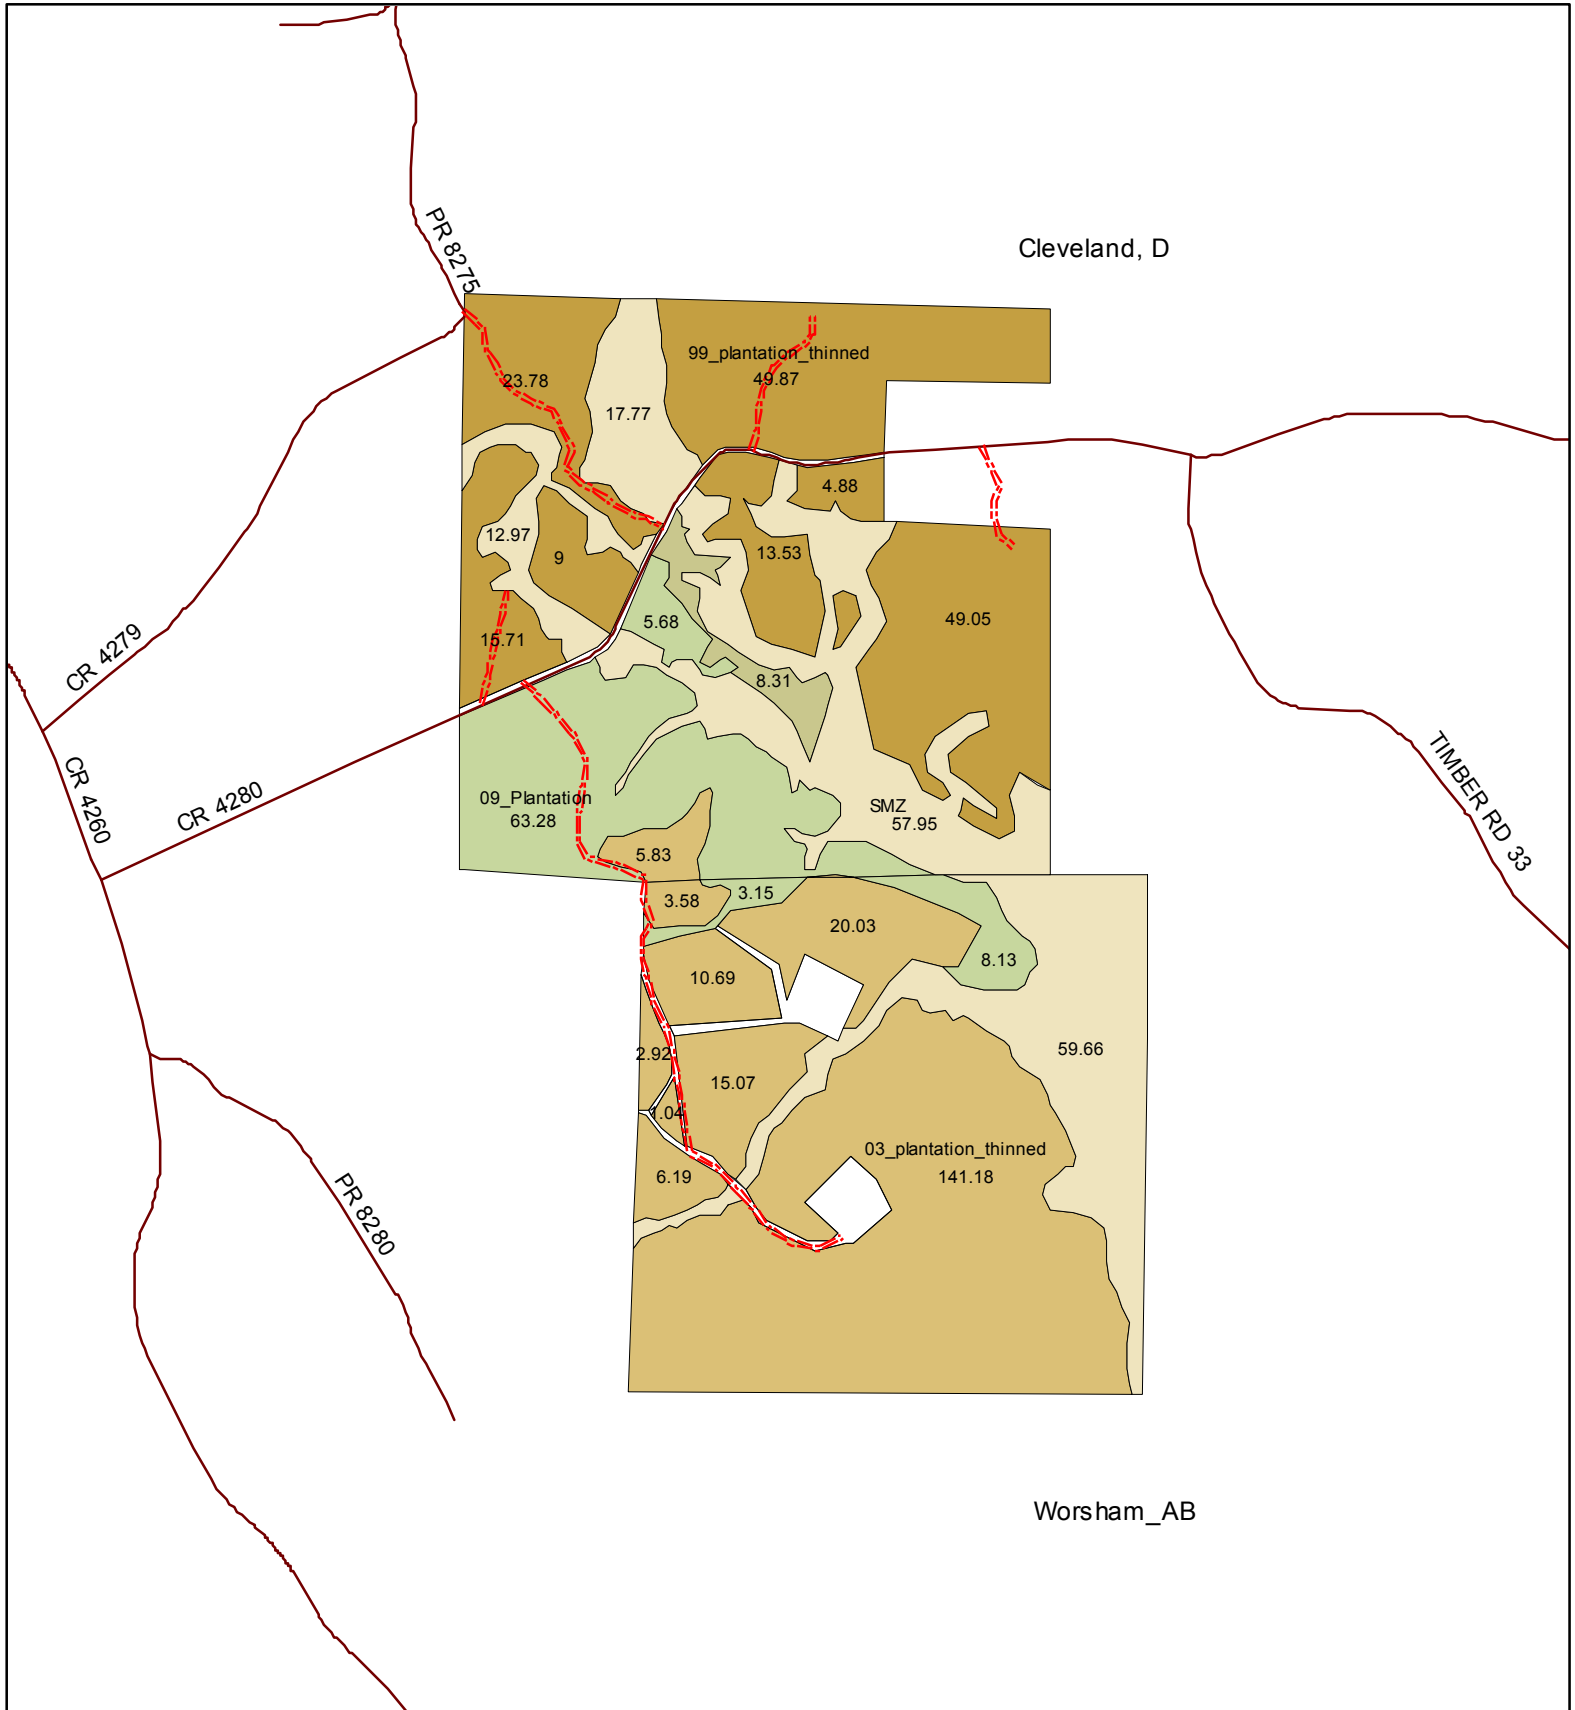 PR 8275
Cleveland, D
99_plantation_thinned
49.87
23.78
17.77
4.88
12.97
9
13.53
5.68
49.05
15.71
8.31
CR 4279
CR 4260
CR 4280
09_Plantation
63.28
SMZ
57.95
TIMBER RD 33
5.83
3.58
3.15
20.03
8.13
10.69
2.92
15.07
59.66
1.04
03_plantation_thinned
141.18
6.19
PR 8280
Worsham_AB